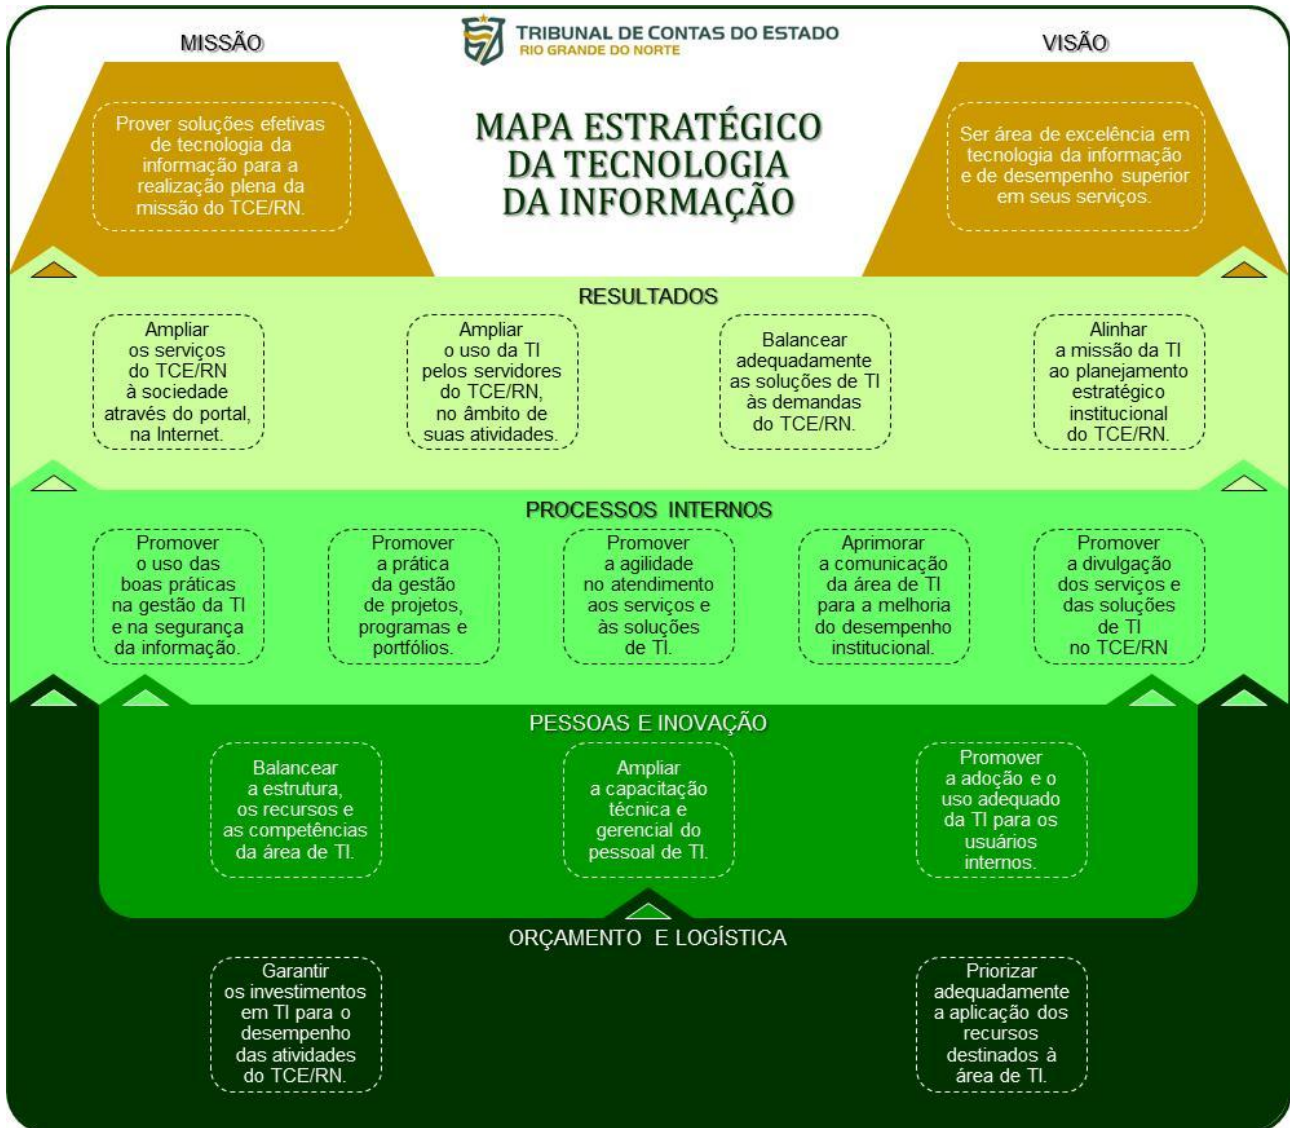 MISSÃO
TRIBUNAL DE CONTAS DO ESTADO
RIO GRANDE DO NORTE
VISÃO
MAPA ESTRATÉGICO
DA TECNOLOGIA
DA INFORMAÇÃO
Prover soluções efetivas
de tecnologia da
informação para a
realização plena da
missão do TCE/RN.
Ser área de excelência em
tecnologia da informação
e de desempenho superior
em seus serviços.
RESULTADOS
Ampliar
os serviços
do TCE/RN
à sociedade
através do portal,
na Internet.
Ampliar
o uso da TI
pelos servidores
do TCE/RN,
no âmbito de
suas atividades.
Balancear
adequadamente
as soluções de TI
às demandas
do TCE/RN.
Alinhar
a missão da TI
ao planejamento
estratégico
institucional
do TCE/RN.
PROCESSOS INTERNOS
Promover
o uso das
boas práticas
na gestão da TI
e na segurança
da informação.
Promover
a prática
da gestão
de projetos,
programas e
portfólios.
Promover
a agilidade
no atendimento
aos serviços e
às soluções
de TI.
Aprimorar
a comunicação
da área de TI
para a melhoria
do desempenho
institucional.
Promover
a divulgação
dos serviços e
das soluções
de TI
no TCE/RN
PESSOAS E INOVAÇÃO
Balancear
a estrutura,
os recursos e
as competências
da área de TI.
Ampliar
a capacitação
técnica e
gerencial do
pessoal de TI.
Promover
a adoção e o
uso adequado
da TI para os
usuários
internos.
ORÇAMENTO E LOGÍSTICA
Garantir
os investimentos
em TI para o
desempenho
das atividades
do TCE/RN.
Priorizar
adequadamente
a aplicação dos
recursos
destinados à
área de TI.